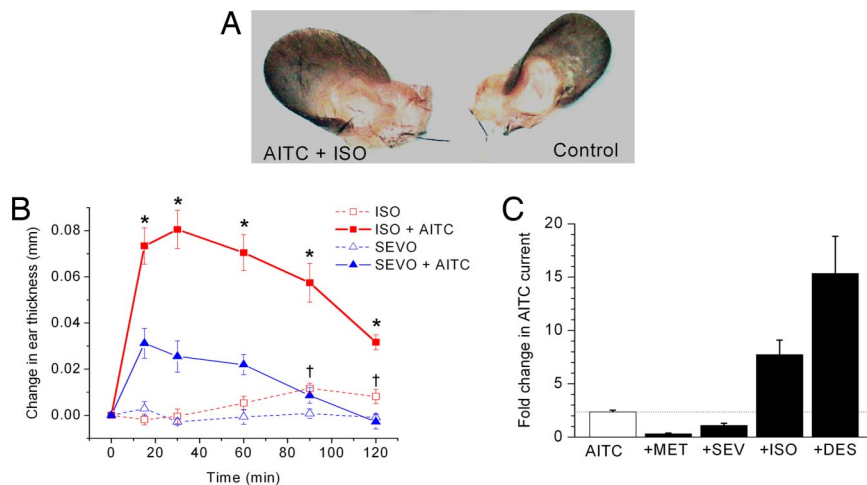 A
AITC + ISO
Control
B
Change in ear thickness (mm)
0.08
0.06
0.04
0.02
0.00
0 20 40 60 80 100 120
Time (min)
* * * * *
† †
ISO
ISO + AITC
SEVO
SEVO + AITC
C
Fold change in AITC current
20
15
10
5
0
AITC +MET +SEV +ISO +DES